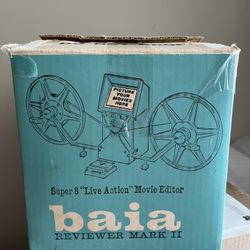 PICTURE
YOUR
MOVIES
HERE
Super 8 "Live Action" Movie Editor
baia
REVIEWER MARK II